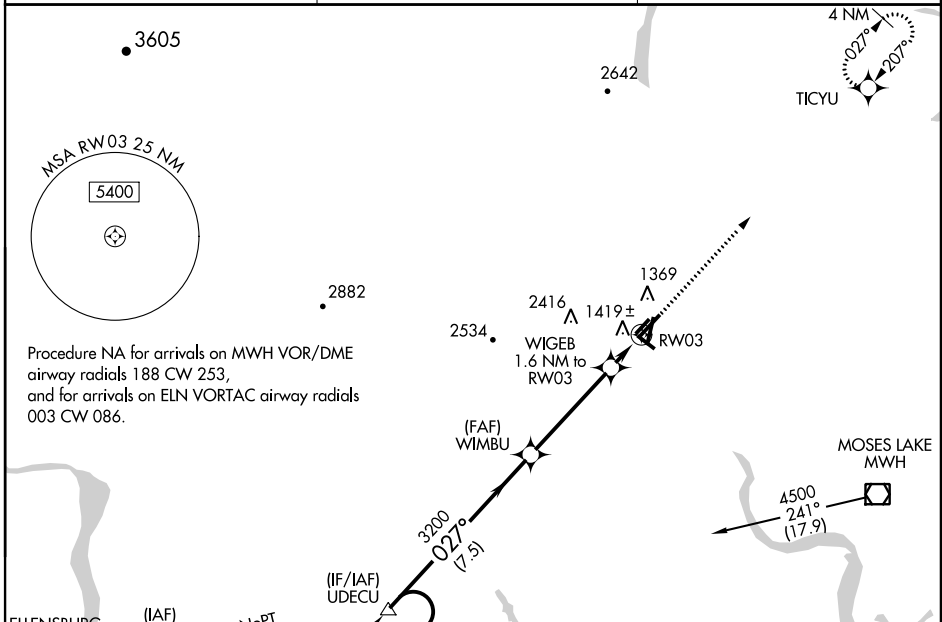 3605
2642
4 NM
027°
207°
TICYU
MSA RW03 25 NM
5400
1369
2882
2416
1419±
2534
WIGEB
1.6 NM to
RW03
RW03
Procedure NA for arrivals on MWH VOR/DME
airway radials 188 CW 253,
and for arrivals on ELN VORTAC airway radials
003 CW 086.
(FAF)
WIMBU
MOSES LAKE
MWH
4500
241°
(17.9)
3200
027°
(7.5)
(IF/IAF)
UDECU
ELLENSBURG
(IAF)
NoPT